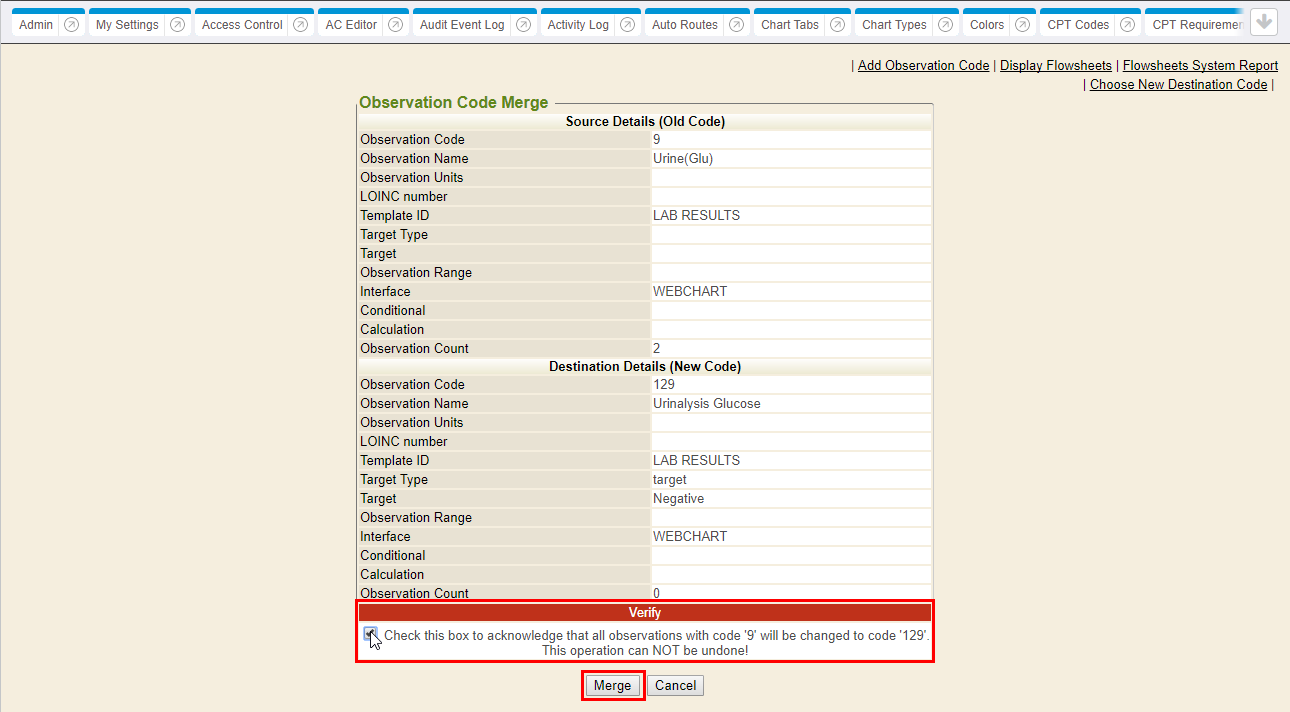 Admin My Settings Access Control AC Editor Audit Event Log Activity Log Auto Routes Chart Tabs Chart Types Colors CPT Codes CPT
| Add Observation Code | Display Flowsheets | Flowsheets System Report
| Choose New Destination Code |
Observation Code Merge
Source Details (Old Code)
Observation Code 9
Observation Name Urine(Glu)
Observation Units
LOINC number
Template ID LAB RESULTS
Target Type
Target
Observation Range
Interface WEBCHART
Conditional
Calculation
Observation Count 2
Destination Details (New Code)
Observation Code 129
Observation Name Urinalysis Glucose
Observation Units
LOINC number
Template ID LAB RESULTS
Target Type target
Target Negative
Observation Range
Interface WEBCHART
Conditional
Calculation
Observation Count 0
Verify
Check this box to acknowledge that all observations with code '9' will be changed to code '129'.
This operation can NOT be undone!
Merge Cancel